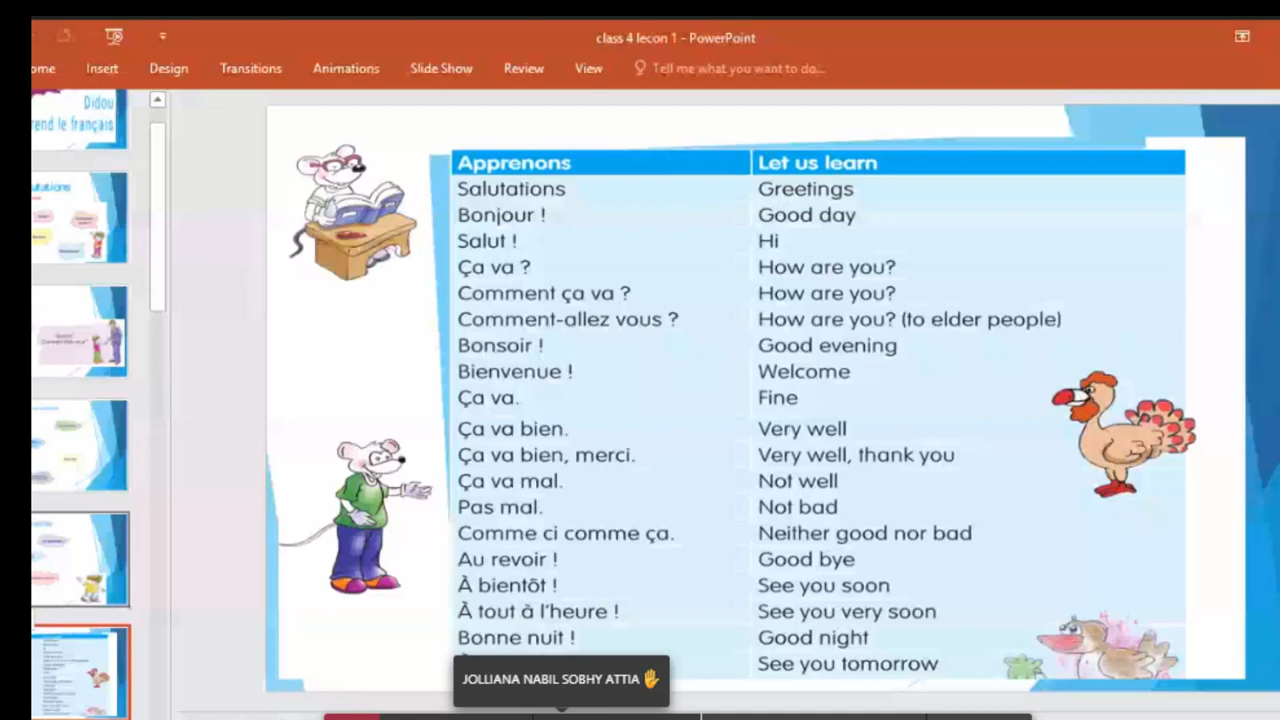 class 4 lecon 1 - PowerPoint
ome Insert Design Transitions Animations Slide Show Review View Tell me what you want to do...
Didou
rend le français
utations
Apprenons Let us learn
Salutations Greetings
Bonjour ! Good day
Salut ! Hi
Ça va ? How are you?
Comment ça va ? How are you?
Comment-allez vous ? How are you? (to elder people)
Bonsoir ! Good evening
Bienvenue ! Welcome
Ça va. Fine
Ça va bien. Very well
Ça va bien, merci. Very well, thank you
Ça va mal. Not well
Pas mal. Not bad
Comme ci comme ça. Neither good nor bad
Au revoir ! Good bye
À bientôt ! See you soon
À tout à l'heure ! See you very soon
Bonne nuit ! Good night
See you tomorrow
JOLLIANA NABIL SOBHY ATTIA